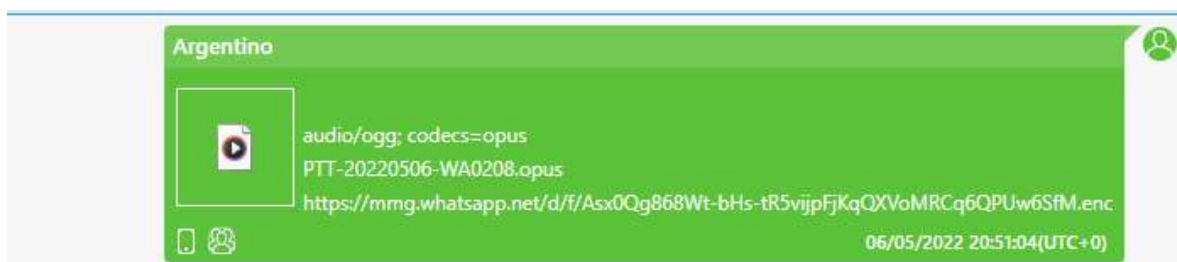 Argentino
audio/ogg; codecs=opus
PTT-20220506-WA0208.opus
https://mmg.whatsapp.net/d/f/Asx0Qg868Wt-bHs-tR5vijpFjKqQXVoMRCq6QPUw6SfM.enc
06/05/2022 20:51:04(UTC+0)